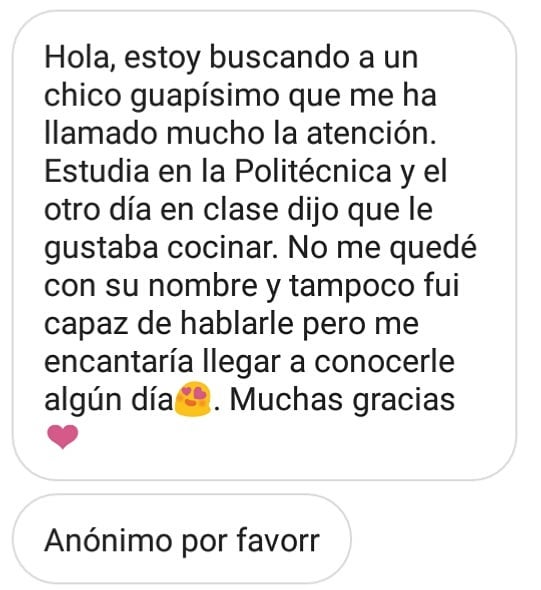 Hola, estoy buscando a un
chico guapísimo que me ha
llamado mucho la atención.
Estudia en la Politécnica y el
otro día en clase dijo que le
gustaba cocinar. No me quedé
con su nombre y tampoco fui
capaz de hablarle pero me
encantaría llegar a conocerle
algún día😍. Muchas gracias
❤
Anónimo por favorr